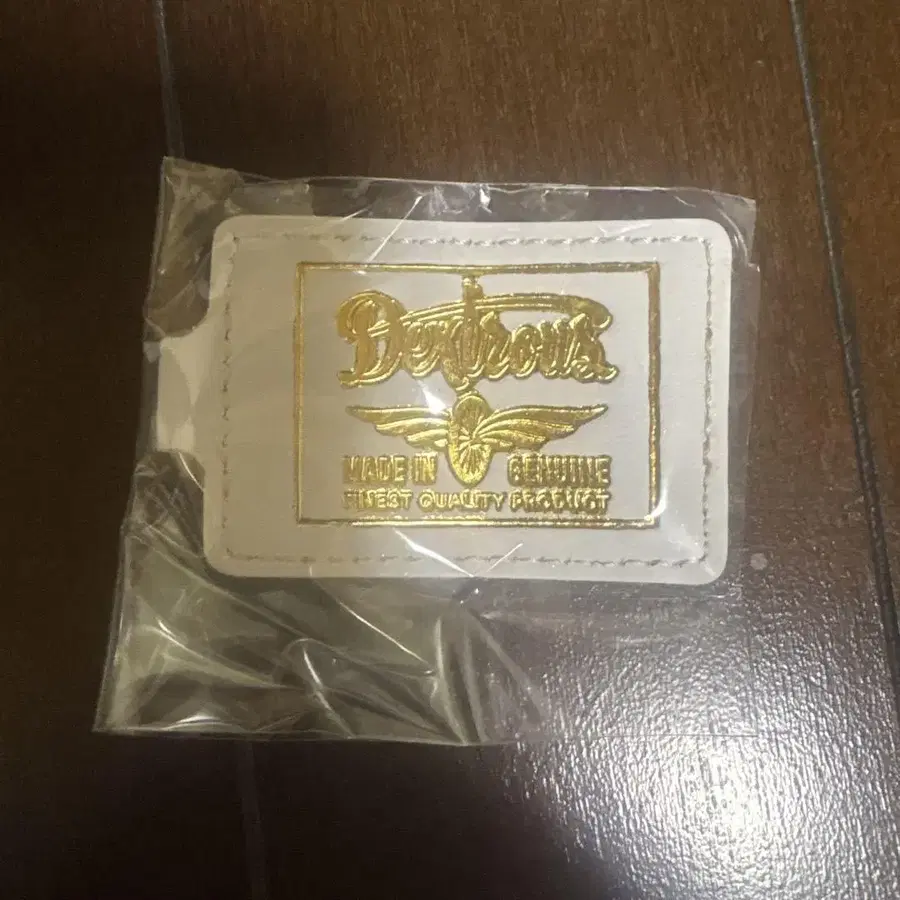 Dextrous
MADE IN GENUINE
FINEST QUALITY PRODUCT